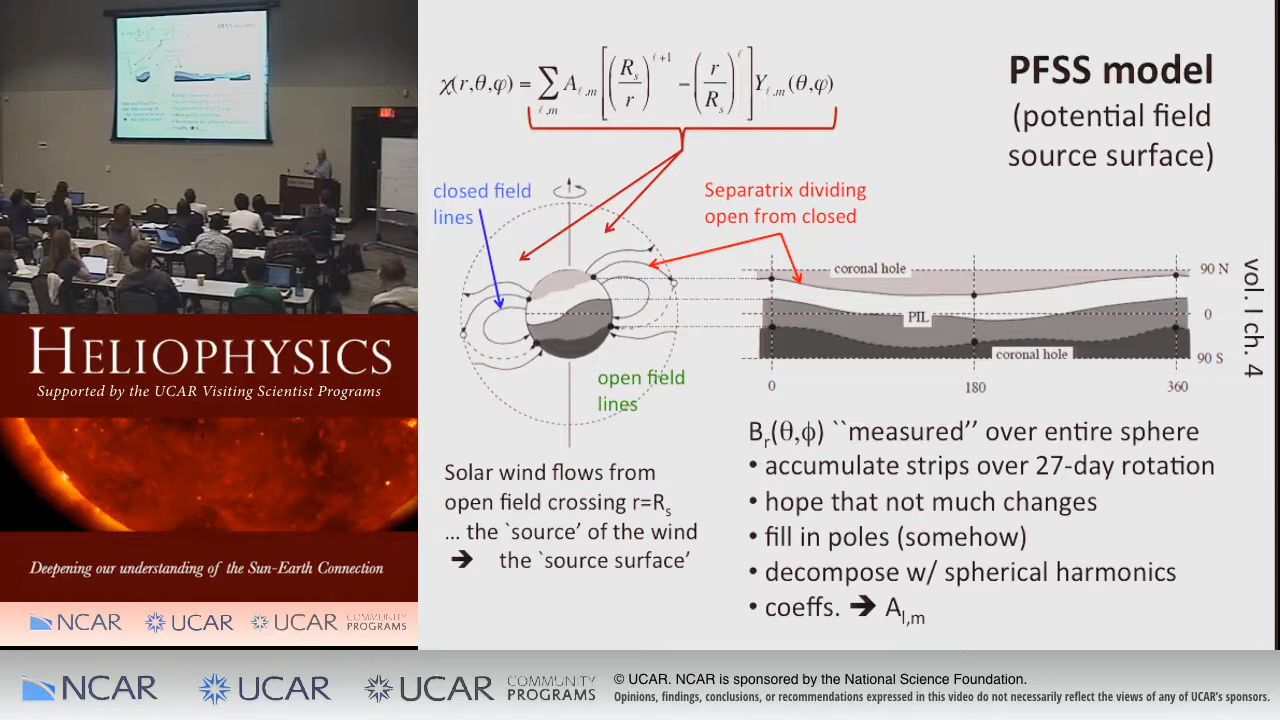 χ(r,θ,φ) = ∑ℓ,m Aℓ,m [(Rs/r)^(ℓ+1) − (r/Rs)^ℓ] Yℓ,m(θ,φ)
PFSS model
(potential field
source surface)
closed field
lines
Separatrix dividing
open from closed
coronal hole
90 N
PIL
0
coronal hole
90 S
0
180
360
vol. I ch. 4
open field
lines
Solar wind flows from
open field crossing r=Rs
... the `source' of the wind
➔ the `source surface'
Br(θ,ϕ) ``measured'' over entire sphere
• accumulate strips over 27-day rotation
• hope that not much changes
• fill in poles (somehow)
• decompose w/ spherical harmonics
• coeffs. ➔ Al,m
HELIOPHYSICS
Supported by the UCAR Visiting Scientist Programs
Deepening our understanding of the Sun-Earth Connection
NCAR UCAR UCAR COMMUNITY PROGRAMS
NCAR UCAR UCAR COMMUNITY PROGRAMS
© UCAR. NCAR is sponsored by the National Science Foundation.
Opinions, findings, conclusions, or recommendations expressed in this video do not necessarily reflect the views of any of UCAR's sponsors.